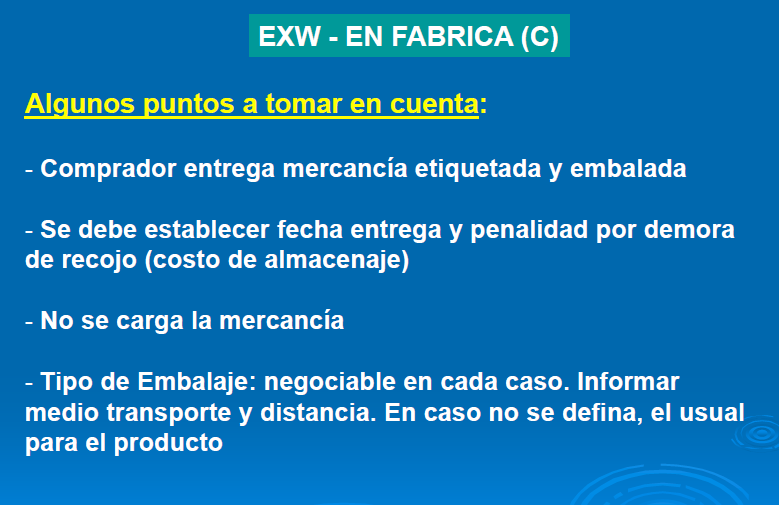 EXW - EN FABRICA (C)
Algunos puntos a tomar en cuenta:
- Comprador entrega mercancía etiquetada y embalada
- Se debe establecer fecha entrega y penalidad por demora
de recojo (costo de almacenaje)
- No se carga la mercancía
- Tipo de Embalaje: negociable en cada caso. Informar
medio transporte y distancia. En caso no se defina, el usual
para el producto